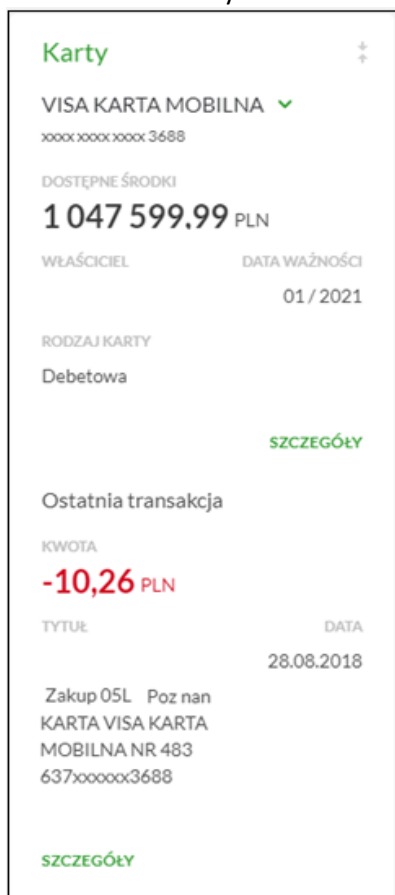 Karty
VISA KARTA MOBILNA
xxxx xxxx xxxx 3688
DOSTĘPNE ŚRODKI
1 047 599,99 PLN
WŁAŚCICIEL DATA WAŻNOŚCI
01 / 2021
RODZAJ KARTY
Debetowa
SZCZEGÓŁY
Ostatnia transakcja
KWOTA
-10,26 PLN
TYTUŁ DATA
28.08.2018
Zakup 05L Poz nan
KARTA VISA KARTA
MOBILNA NR 483
637xxxxxx3688
SZCZEGÓŁY